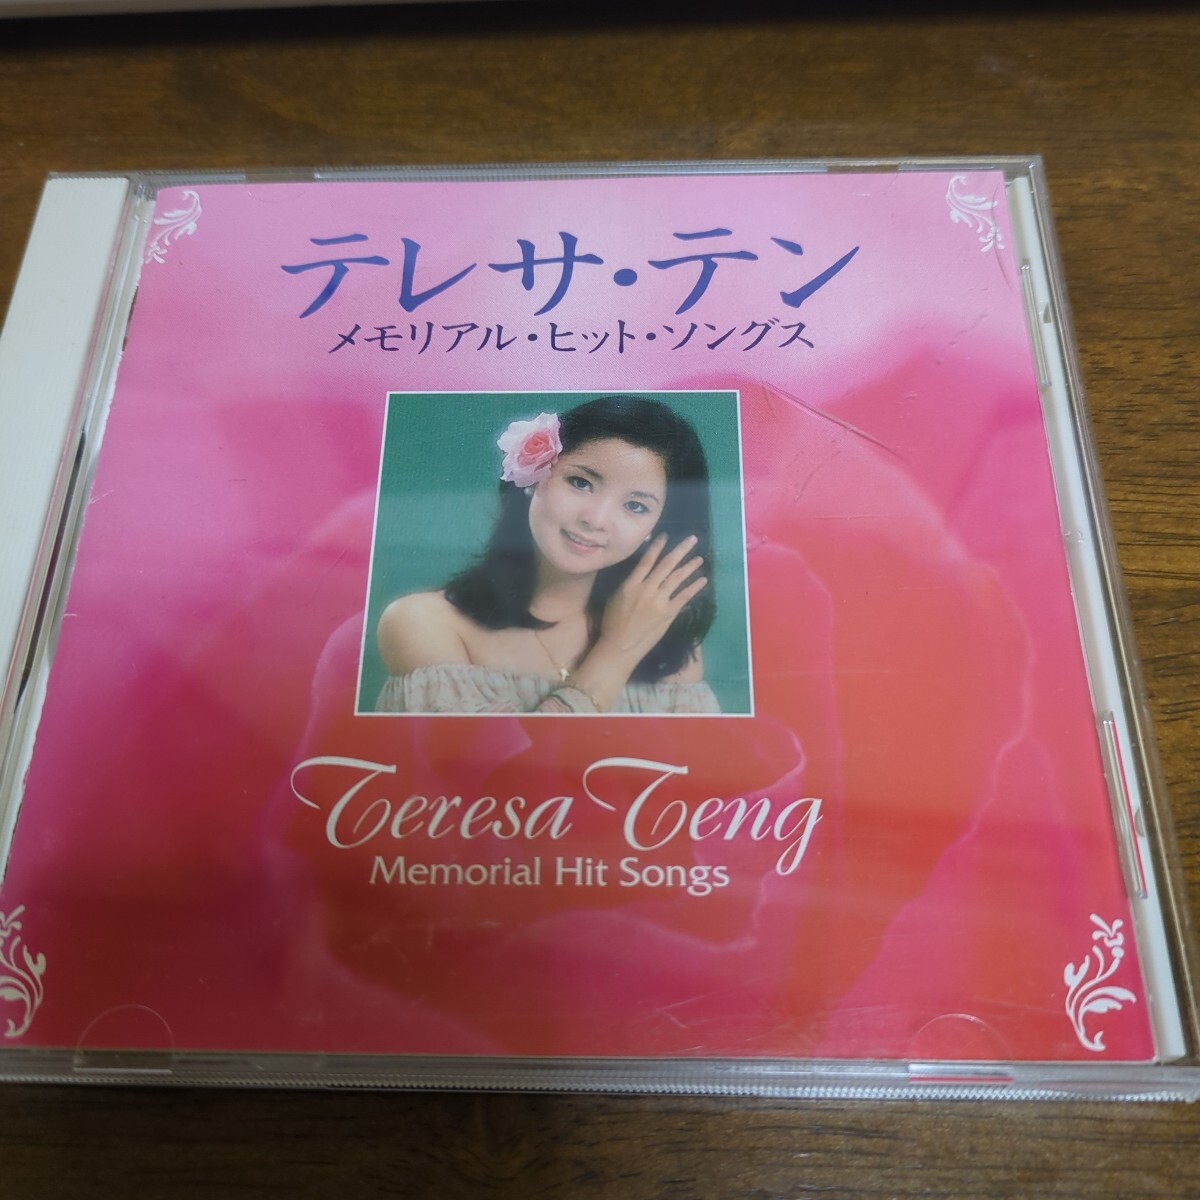 テレサ・テン
メモリアル・ヒット・ソングス
Teresa Teng
Memorial Hit Songs